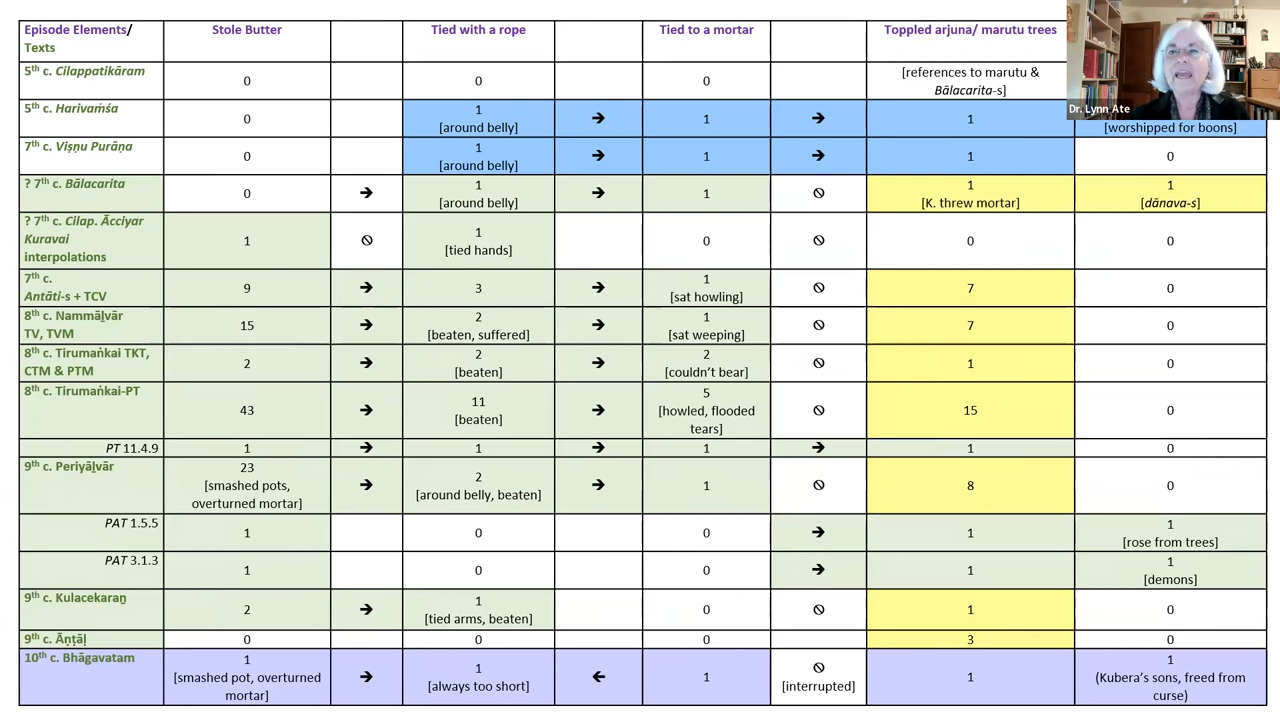 Episode Elements/ Stole Butter Tied with a rope Tied to a mortar Toppled arjuna/ marutu trees
Texts
5th c. Cilappatikāram 0 0 0 [references to marutu &
Bālacarita-s]
Dr. Lynn Ate
5th c. Harivaṁśa 0 1 ➔ 1 ➔ 1
[around belly] [worshipped for boons]
7th c. Viṣṇu Purāṇa 0 1 ➔ 1 ➔ 1 0
[around belly]
? 7th c. Bālacarita 0 ➔ 1 ➔ 1 🛇 1 1
[around belly] [K. threw mortar] [dānava-s]
? 7th c. Cilap. Ācciyar
Kuravai
interpolations 1 🛇 1 0 🛇 0 0
[tied hands]
7th c.
Antāti-s + TCV 9 ➔ 3 ➔ 1 🛇 7 0
[sat howling]
8th c. Nammāḻvār
TV, TVM 15 ➔ 2 ➔ 1 🛇 7 0
[beaten, suffered] [sat weeping]
8th c. Tirumaṅkai TKT,
CTM & PTM 2 ➔ 2 ➔ 2 🛇 1 0
[beaten] [couldn't bear]
8th c. Tirumaṅkai-PT 43 ➔ 11 ➔ 5 🛇 15 0
[beaten] [howled, flooded
tears]
PT 11.4.9 1 ➔ 1 ➔ 1 ➔ 1 0
9th c. Periyāḻvār 23 ➔ 2 ➔ 1 🛇 8 0
[smashed pots, [around belly, beaten]
overturned mortar]
PAT 1.5.5 1 0 0 ➔ 1 1
[rose from trees]
PAT 3.1.3 1 0 0 ➔ 1 1
[demons]
9th c. Kulacekaraṉ 2 ➔ 1 0 🛇 1 0
[tied arms, beaten]
9th c. Āṇṭāḷ 0 0 0 3 0
10th c. Bhāgavatam 1 ➔ 1 ← 1 🛇 1 1
[smashed pot, overturned [always too short] [interrupted] (Kubera's sons, freed from
mortar] curse)